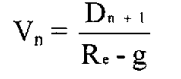 Vn = Dn + 1 / Re - g